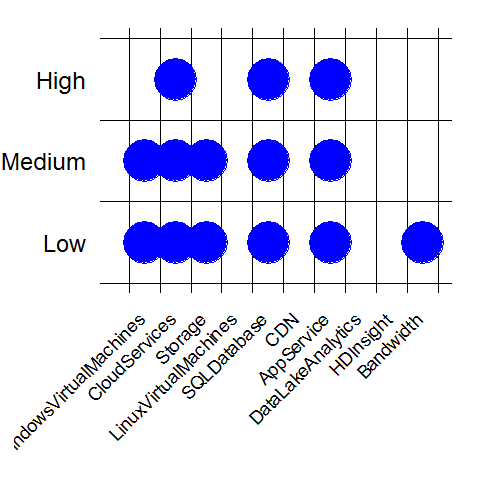 High
Medium
Low
ndowsVirtualMachines
CloudServices
Storage
LinuxVirtualMachines
SQLDatabase
CDN
AppService
DataLakeAnalytics
HDInsight
Bandwidth